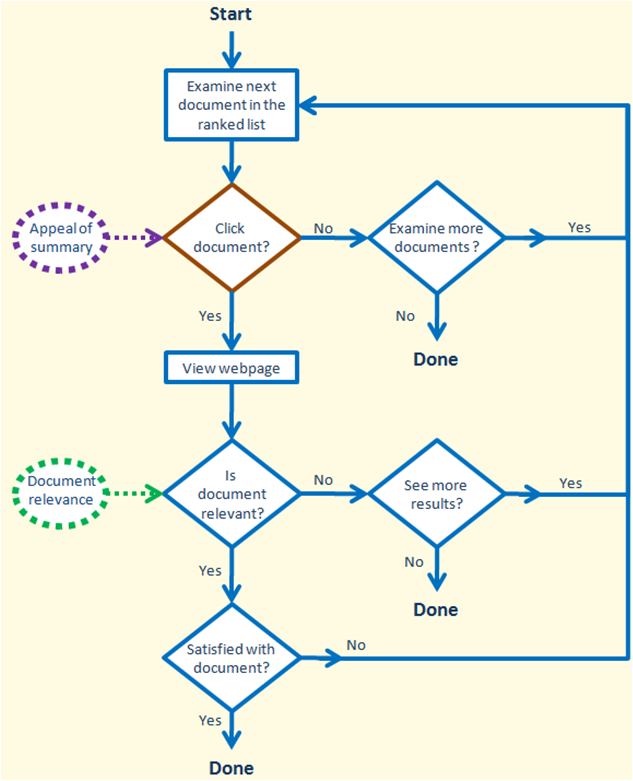 Start
Examine next
document in the
ranked list
Appeal of
summary
Click
document?
No
Examine more
documents ?
Yes
Yes
No
Done
View webpage
Document
relevance
Is
document
relevant?
No
See more
results?
Yes
Yes
No
Done
Satisfied with
document?
No
Yes
Done